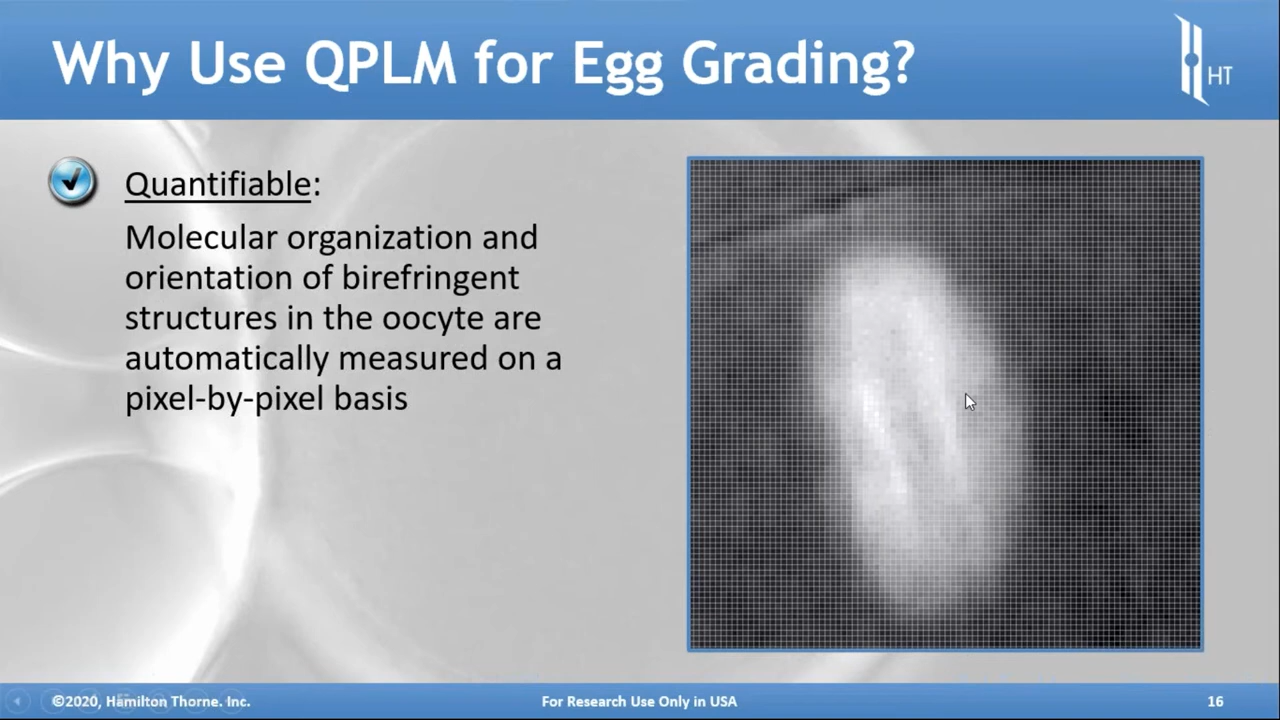 Why Use QPLM for Egg Grading?
HT
Quantifiable:
Molecular organization and
orientation of birefringent
structures in the oocyte are
automatically measured on a
pixel-by-pixel basis
©2020, Hamilton Thorne. Inc.
For Research Use Only in USA
16